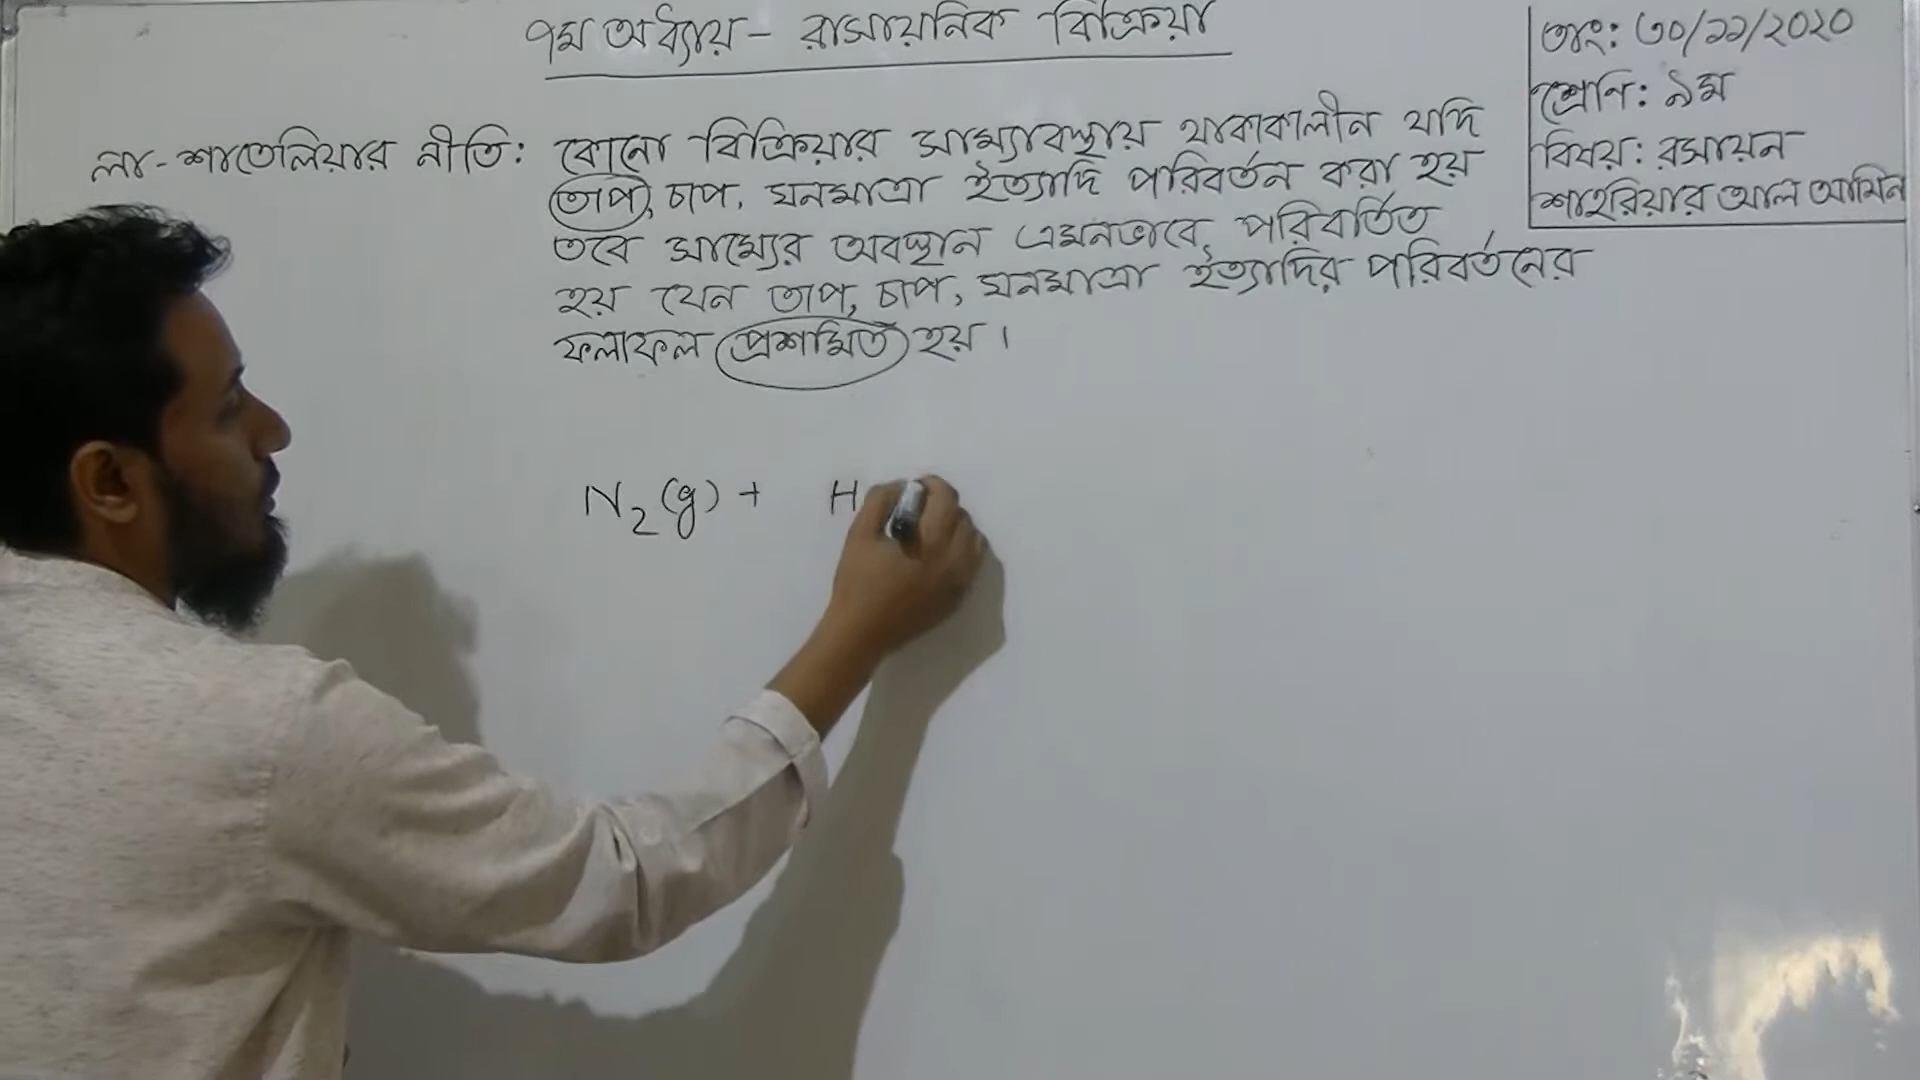 ৭ম অধ্যায় - রাসায়নিক বিক্রিয়া
তাং: ৩০/১১/২০২০
শ্রেণি: ৯ম
বিষয়: রসায়ন
শাহরিয়ার আল আমিন
লা-শাতেলিয়ার নীতি: কোনো বিক্রিয়ার সাম্যাবস্থায় থাকাকালীন যদি
তাপ, চাপ, ঘনমাত্রা ইত্যাদি পরিবর্তন করা হয়
তবে সাম্যের অবস্থান এমনভাবে পরিবর্তিত
হয় যেন তাপ, চাপ, ঘনমাত্রা ইত্যাদির পরিবর্তনের
ফলাফল প্রশমিত হয়।
N₂(g) + H